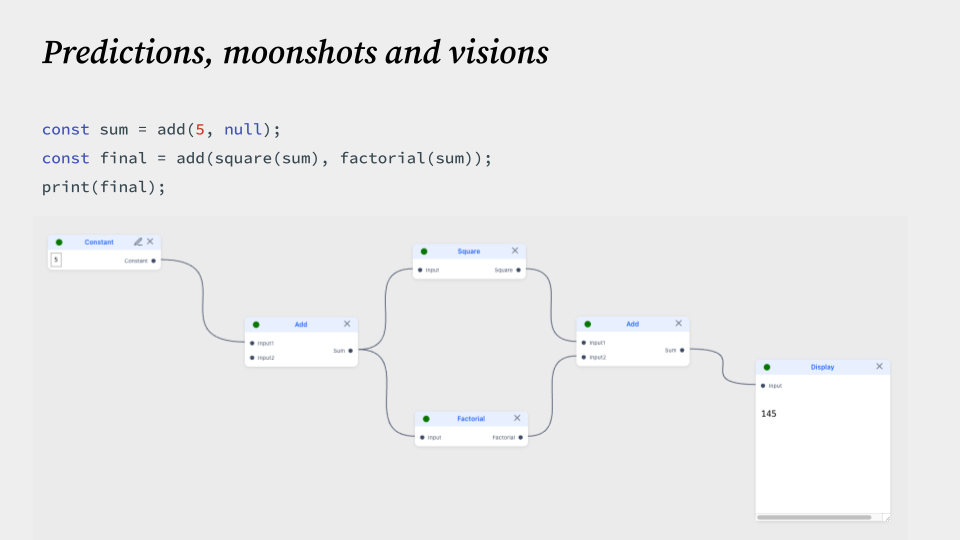 Predictions, moonshots and visions
const sum = add(5, null);
const final = add(square(sum), factorial(sum));
print(final);
Constant
5
Constant
Add
Input1
Input2
Sum
Square
Input
Square
Factorial
Input
Factorial
Add
Input1
Input2
Sum
Display
Input
145